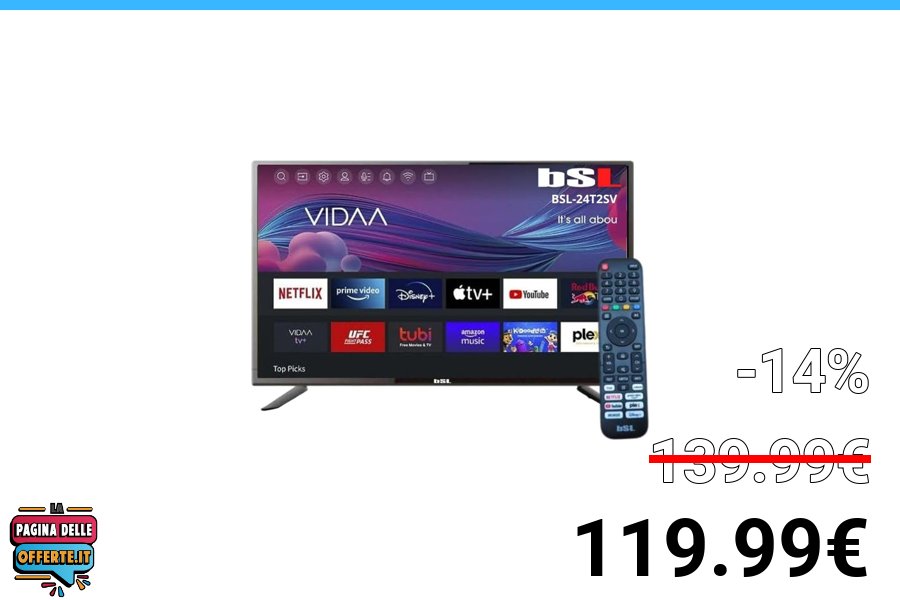 bSL
BSL-24T2SV
It's all abou
VIDAA
NETFLIX
prime video
Disney+
tv+
YouTube
Red Bu
VIDAA
tv+
UFC
FIGHT PASS
tubi
Free Movies & TV
amazon
music
plex
Top Picks
bSL
bSL
-14%
139.99€
119.99€
LA
PAGINA DELLE
OFFERTE.IT